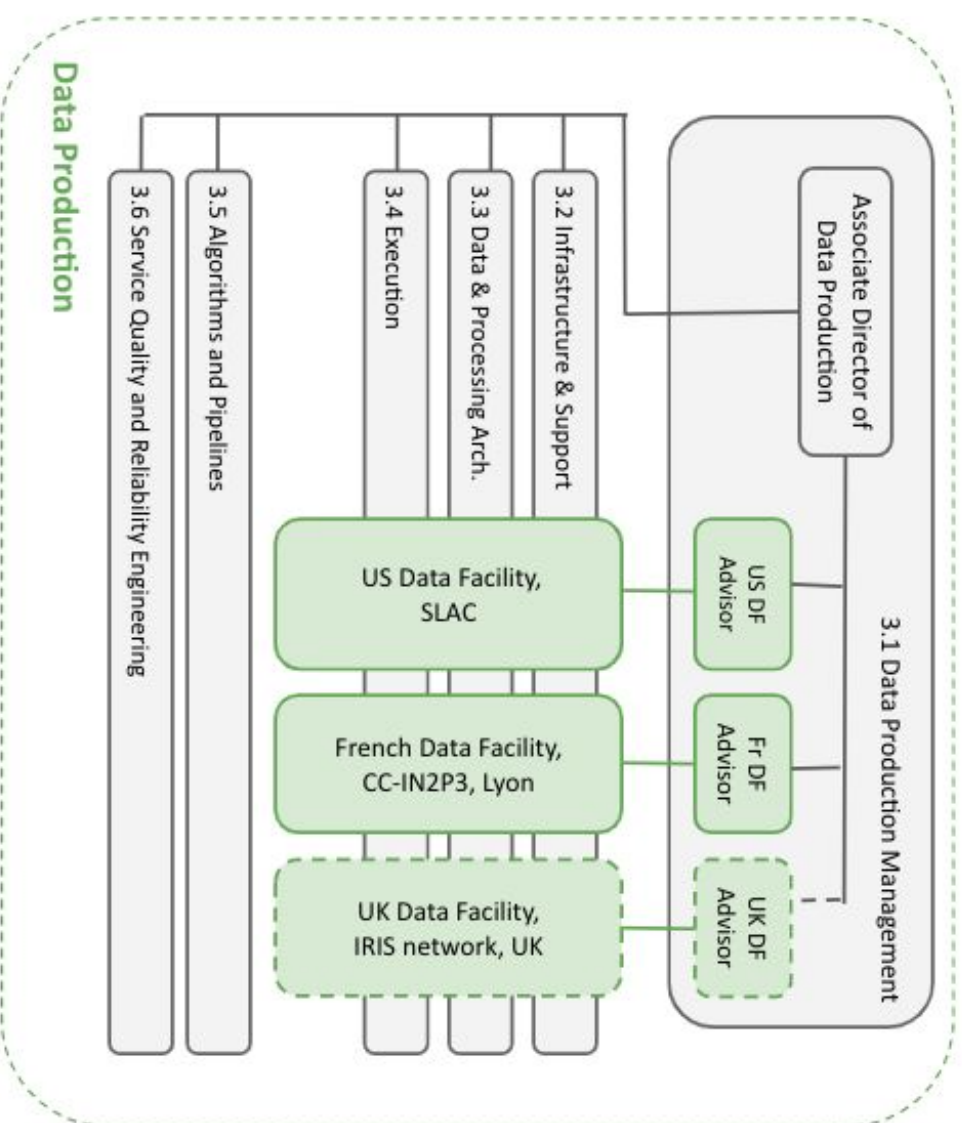 Data Production
3.1 Data Production Management
Associate Director of
Data Production
US DF
Advisor
Fr DF
Advisor
UK DF
Advisor
3.2 Infrastructure & Support
3.3 Data & Processing Arch.
3.4 Execution
US Data Facility,
SLAC
French Data Facility,
CC-IN2P3, Lyon
UK Data Facility,
IRIS network, UK
3.5 Algorithms and Pipelines
3.6 Service Quality and Reliability Engineering